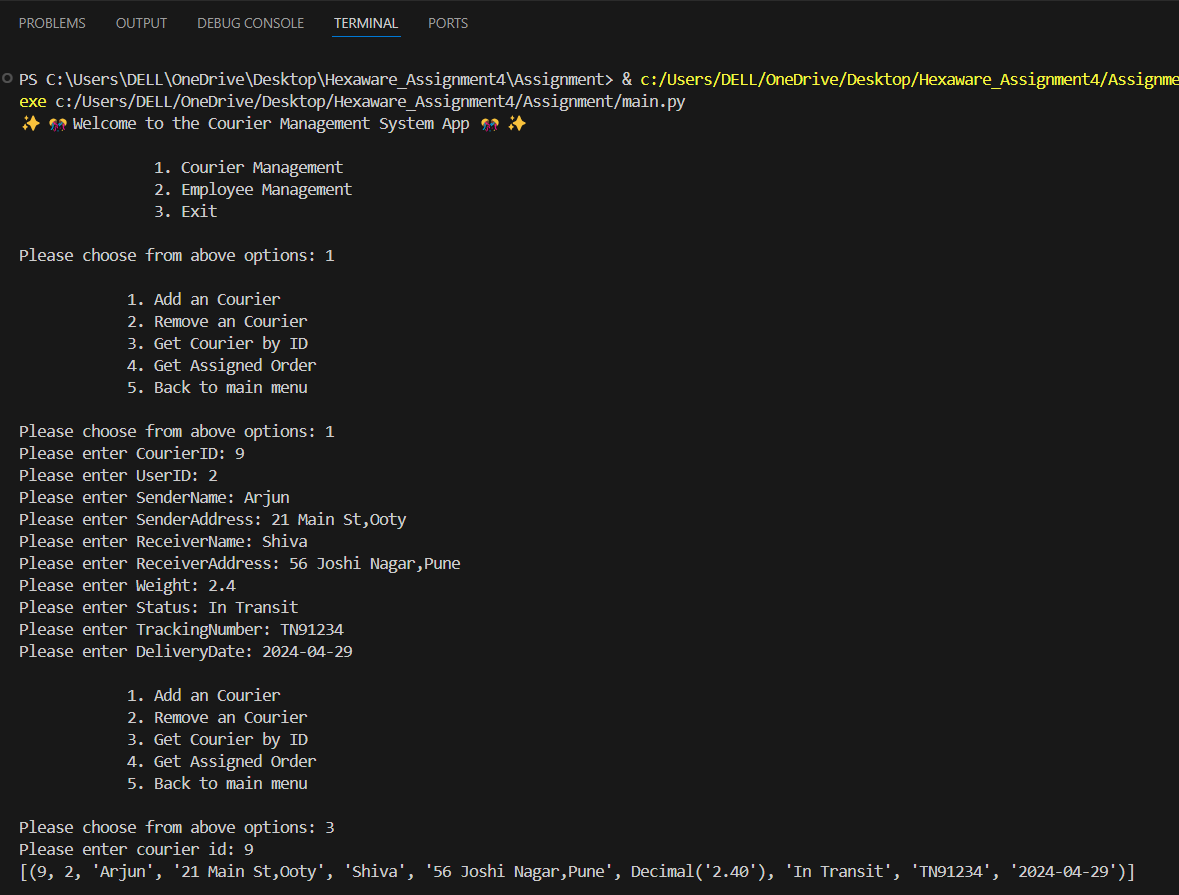 PROBLEMS OUTPUT DEBUG CONSOLE TERMINAL PORTS
PS C:\Users\DELL\OneDrive\Desktop\Hexaware_Assignment4\Assignment> & c:/Users/DELL/OneDrive/Desktop/Hexaware_Assignment4/Assignme
exe c:/Users/DELL/OneDrive/Desktop/Hexaware_Assignment4/Assignment/main.py
✨ 🎊 Welcome to the Courier Management System App 🎊 ✨
1. Courier Management
2. Employee Management
3. Exit
Please choose from above options: 1
1. Add an Courier
2. Remove an Courier
3. Get Courier by ID
4. Get Assigned Order
5. Back to main menu
Please choose from above options: 1
Please enter CourierID: 9
Please enter UserID: 2
Please enter SenderName: Arjun
Please enter SenderAddress: 21 Main St,Ooty
Please enter ReceiverName: Shiva
Please enter ReceiverAddress: 56 Joshi Nagar,Pune
Please enter Weight: 2.4
Please enter Status: In Transit
Please enter TrackingNumber: TN91234
Please enter DeliveryDate: 2024-04-29
1. Add an Courier
2. Remove an Courier
3. Get Courier by ID
4. Get Assigned Order
5. Back to main menu
Please choose from above options: 3
Please enter courier id: 9
[(9, 2, 'Arjun', '21 Main St,Ooty', 'Shiva', '56 Joshi Nagar,Pune', Decimal('2.40'), 'In Transit', 'TN91234', '2024-04-29')]